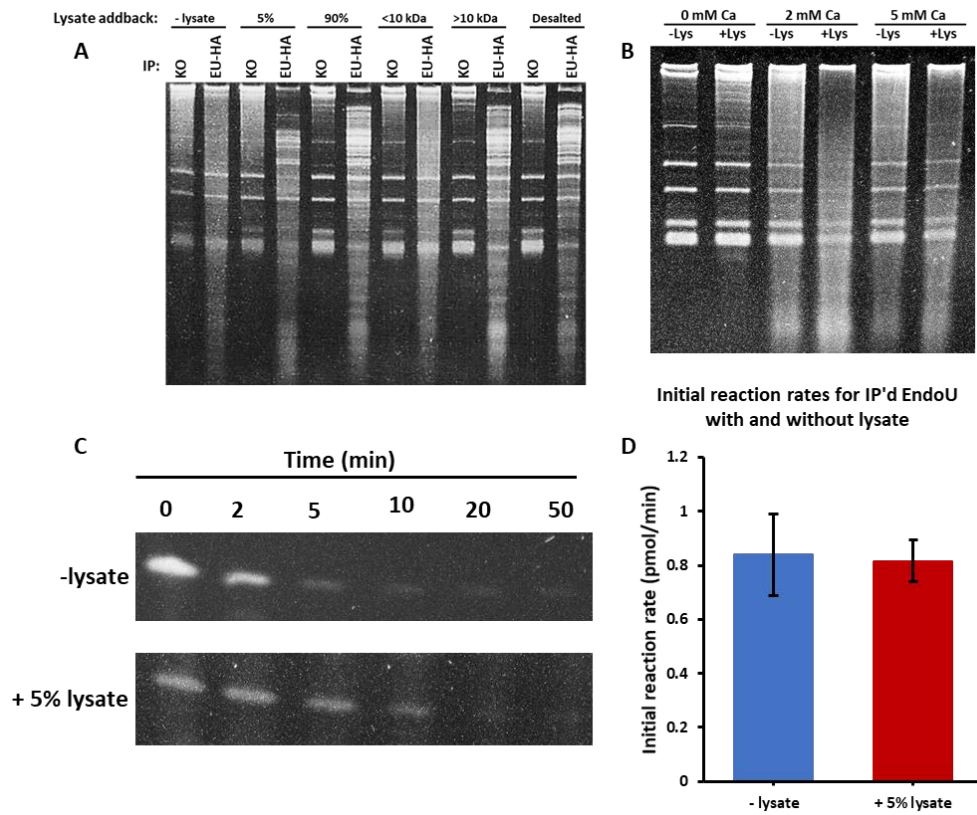 Lysate addback: - lysate 5% 90% <10 kDa >10 kDa Desalted
A
IP: KO EU-HA KO EU-HA KO EU-HA KO EU-HA KO EU-HA KO EU-HA
0 mM Ca 2 mM Ca 5 mM Ca
B -Lys +Lys -Lys +Lys -Lys +Lys
C
Time (min)
0 2 5 10 20 50
-lysate
+ 5% lysate
Initial reaction rates for IP'd EndoU
with and without lysate
D
Initial reaction rate (pmol/min)
1.2
1
0.8
0.6
0.4
0.2
0
- lysate + 5% lysate